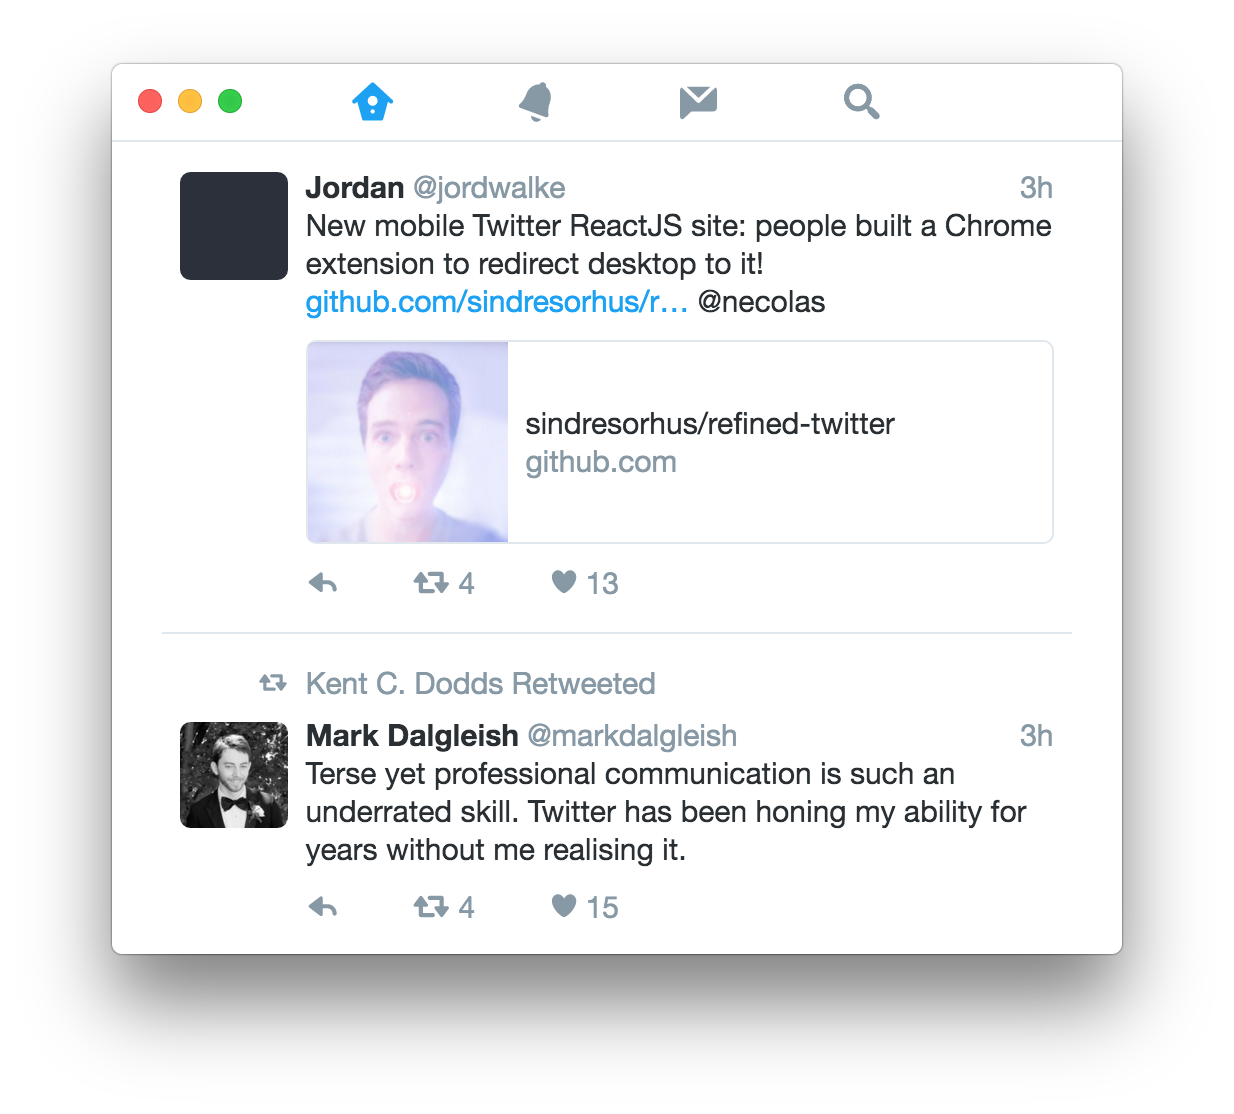 Jordan @jordwalke 3h
New mobile Twitter ReactJS site: people built a Chrome
extension to redirect desktop to it!
github.com/sindresorhus/r… @necolas
sindresorhus/refined-twitter
github.com
4 13
Kent C. Dodds Retweeted
Mark Dalgleish @markdalgleish 3h
Terse yet professional communication is such an
underrated skill. Twitter has been honing my ability for
years without me realising it.
4 15